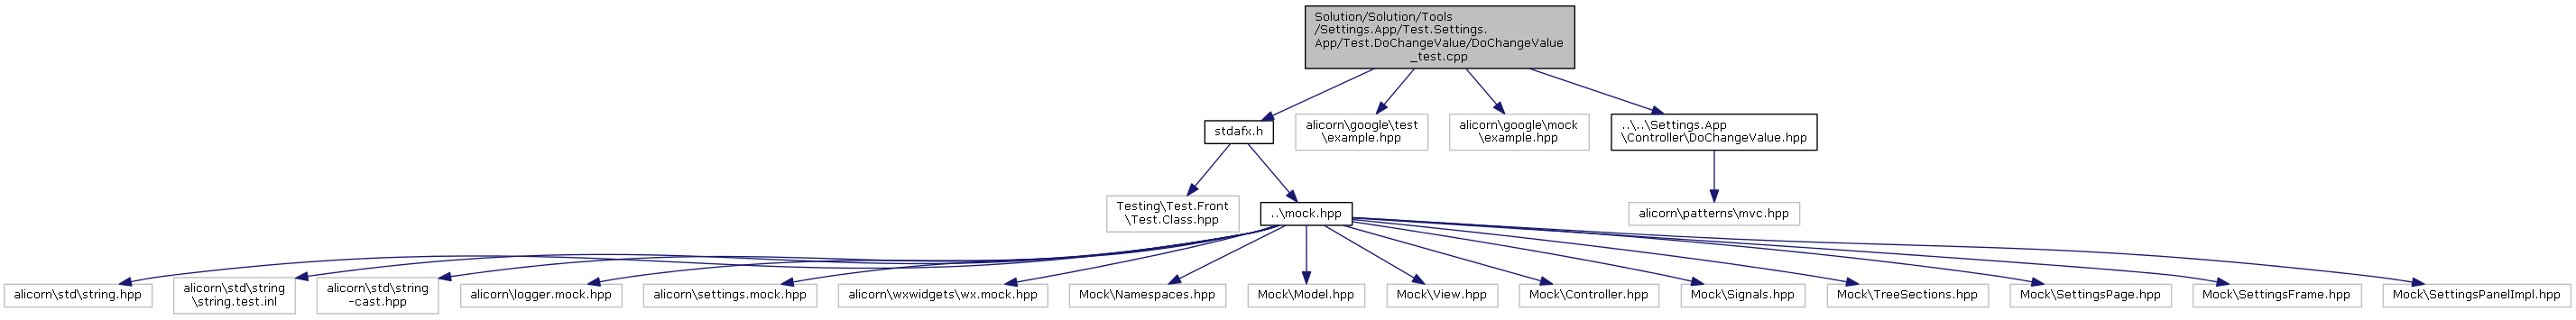 Solution/Solution/Tools
/Settings.App/Test.Settings.
App/Test.DoChangeValue/DoChangeValue
_test.cpp
stdafx.h
alicorn\google\test
\example.hpp
alicorn\google\mock
\example.hpp
..\..\Settings.App
\Controller\DoChangeValue.hpp
Testing\Test.Front
\Test.Class.hpp
..\mock.hpp
alicorn\patterns\mvc.hpp
alicorn\std\string.hpp
alicorn\std\string
\string.test.inl
alicorn\std\string
-cast.hpp
alicorn\logger.mock.hpp
alicorn\settings.mock.hpp
alicorn\wxwidgets\wx.mock.hpp
Mock\Namespaces.hpp
Mock\Model.hpp
Mock\View.hpp
Mock\Controller.hpp
Mock\Signals.hpp
Mock\TreeSections.hpp
Mock\SettingsPage.hpp
Mock\SettingsFrame.hpp
Mock\SettingsPanelImpl.hpp